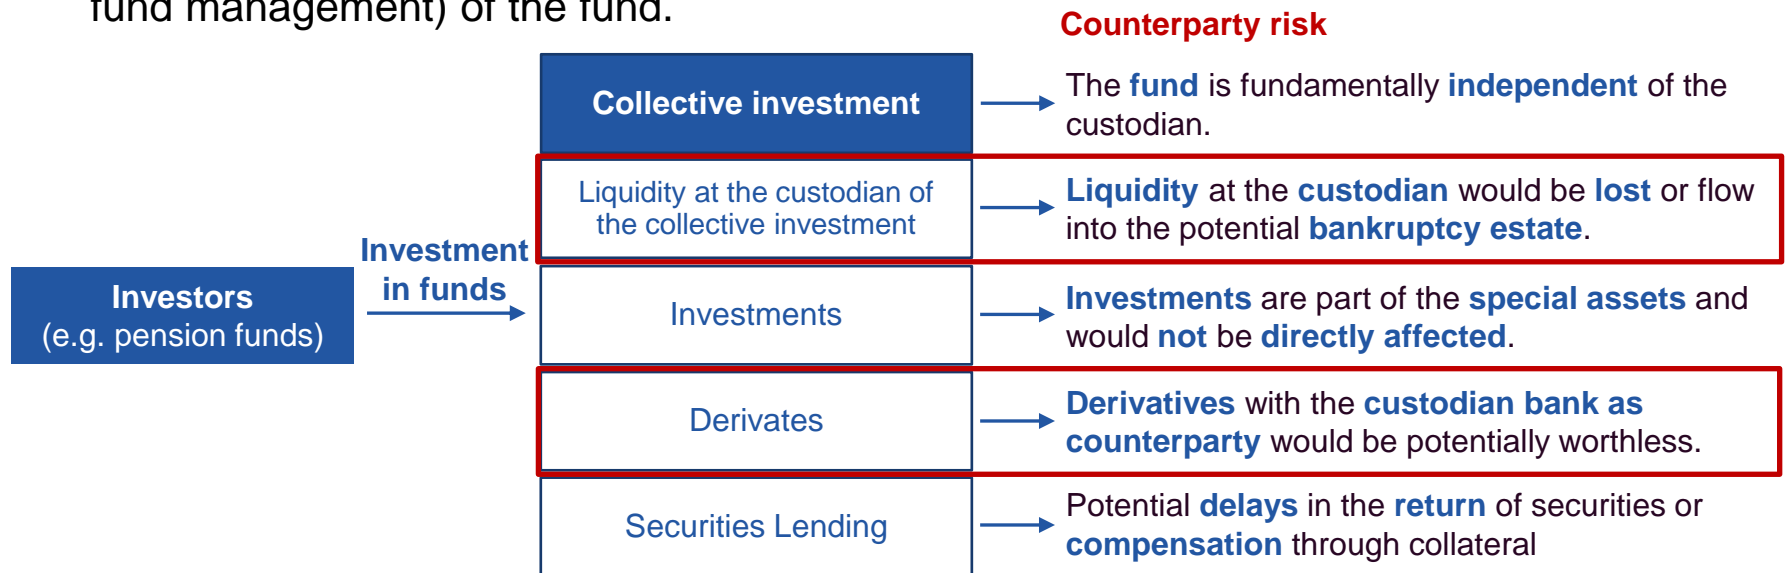 fund management) of the fund.
Counterparty risk
Collective investment
The fund is fundamentally independent of the
custodian.
Liquidity at the custodian of
the collective investment
Liquidity at the custodian would be lost or flow
into the potential bankruptcy estate.
Investment
in funds
Investors
(e.g. pension funds)
Investments
Investments are part of the special assets and
would not be directly affected.
Derivates
Derivatives with the custodian bank as
counterparty would be potentially worthless.
Securities Lending
Potential delays in the return of securities or
compensation through collateral